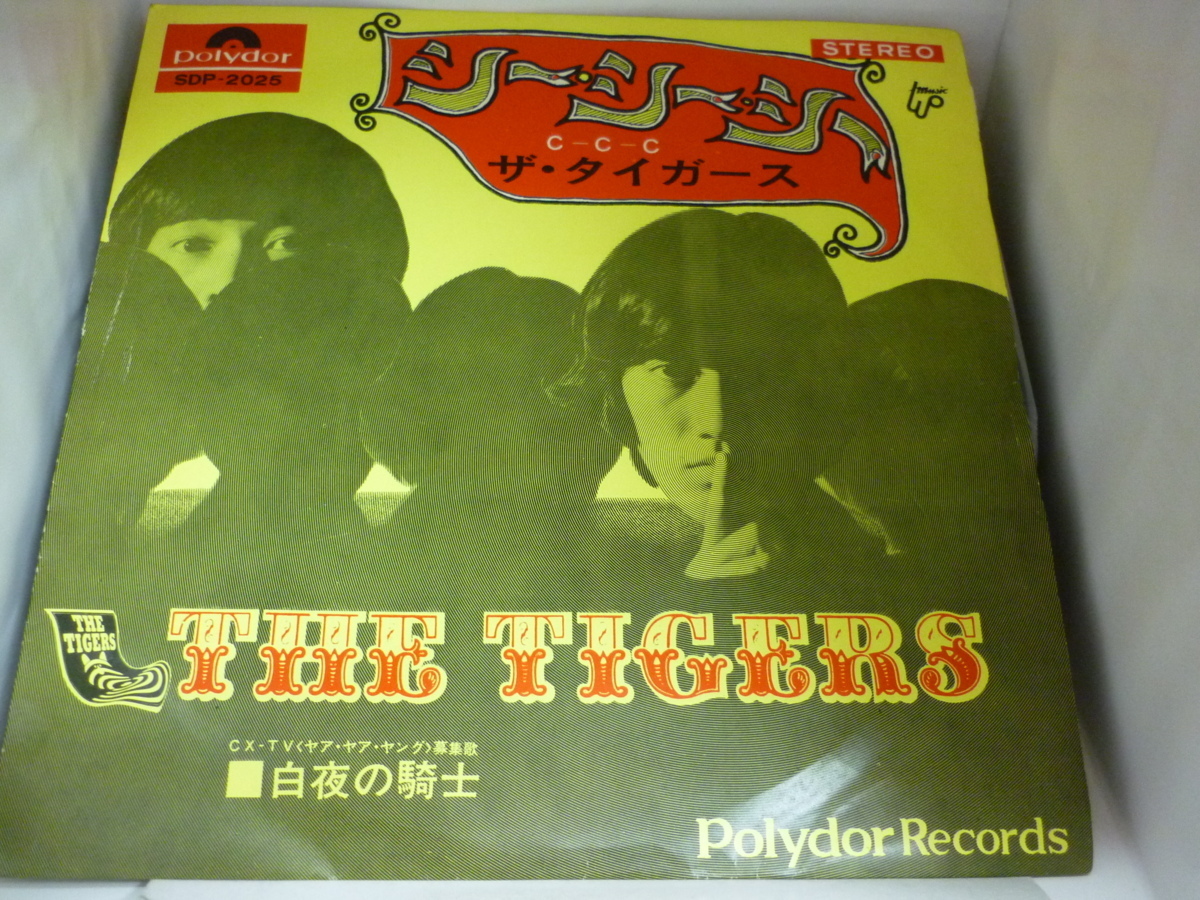 polydor
SDP-2025
シー・シー・シー
STEREO
music up
C-C-C
ザ・タイガース
THE TIGERS
THE TIGERS
CX-TV〈ヤア・ヤア・ヤング〉募集歌
■白夜の騎士
Polydor Records